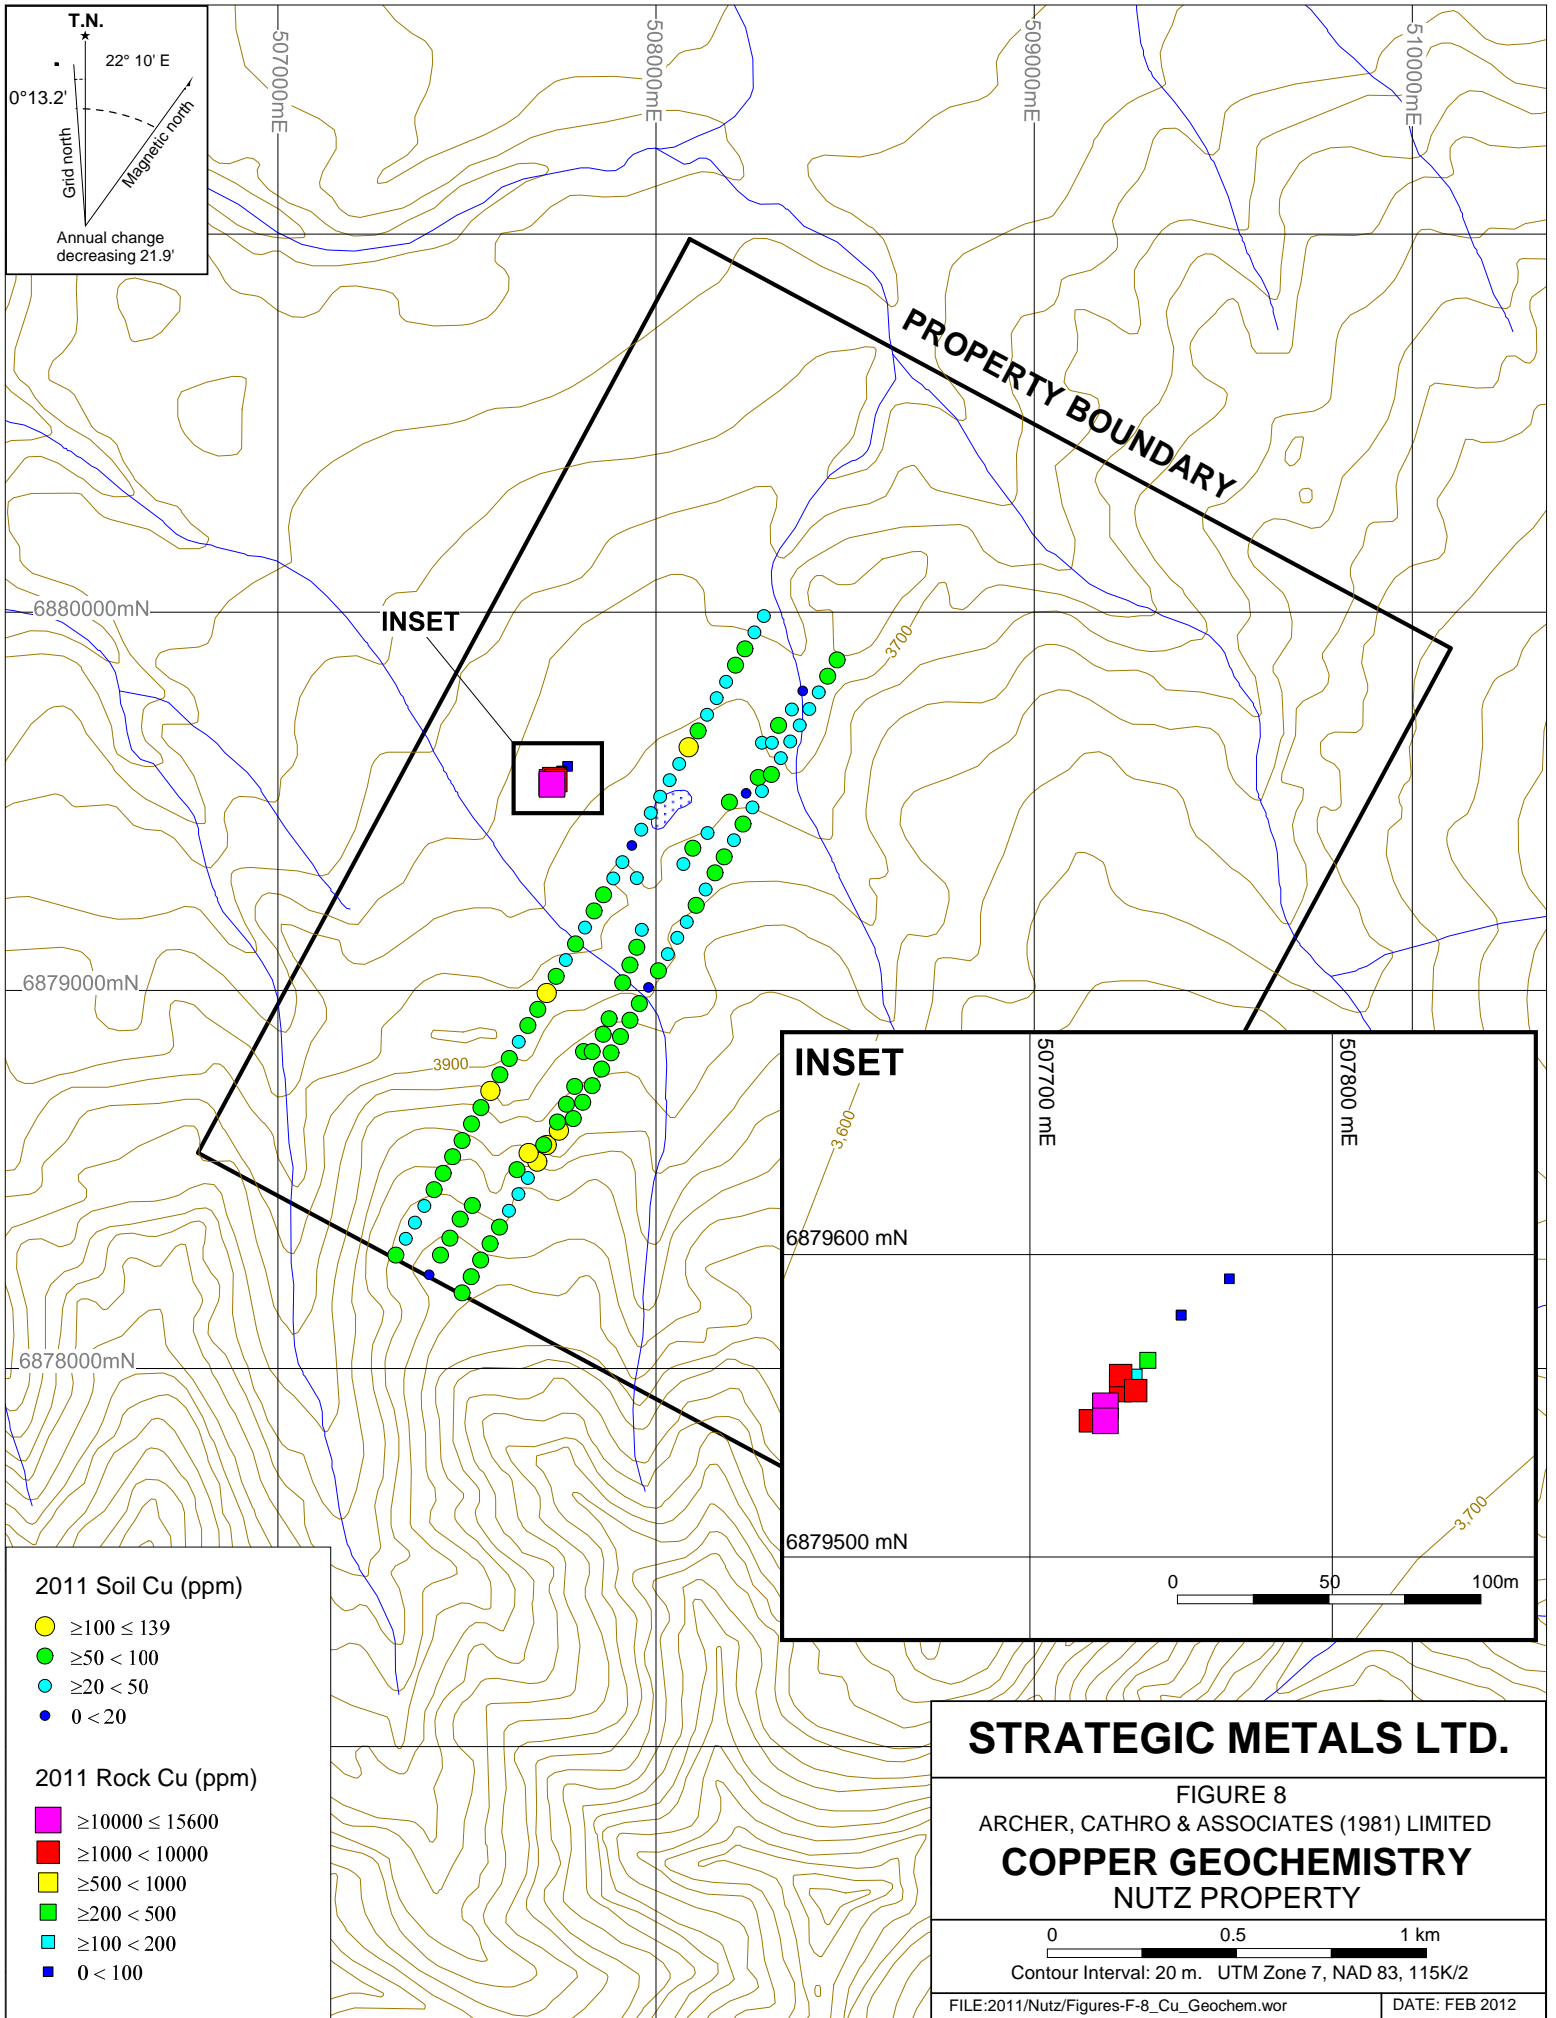 T.N.
22° 10' E
0°13.2'
Grid north
Magnetic north
Annual change
decreasing 21.9'
507000mE
508000mE
509000mE
510000mE
PROPERTY BOUNDARY
6880000mN
INSET
3700
6879000mN
3900
6878000mN
INSET
507700 mE
507800 mE
3,600
6879600 mN
3,700
6879500 mN
0 50 100m
2011 Soil Cu (ppm)
≥100 ≤ 139
≥50 < 100
≥20 < 50
0 < 20
2011 Rock Cu (ppm)
≥10000 ≤ 15600
≥1000 < 10000
≥500 < 1000
≥200 < 500
≥100 < 200
0 < 100
STRATEGIC METALS LTD.
FIGURE 8
ARCHER, CATHRO & ASSOCIATES (1981) LIMITED
COPPER GEOCHEMISTRY
NUTZ PROPERTY
0 0.5 1 km
Contour Interval: 20 m. UTM Zone 7, NAD 83, 115K/2
FILE:2011/Nutz/Figures-F-8_Cu_Geochem.wor
DATE: FEB 2012